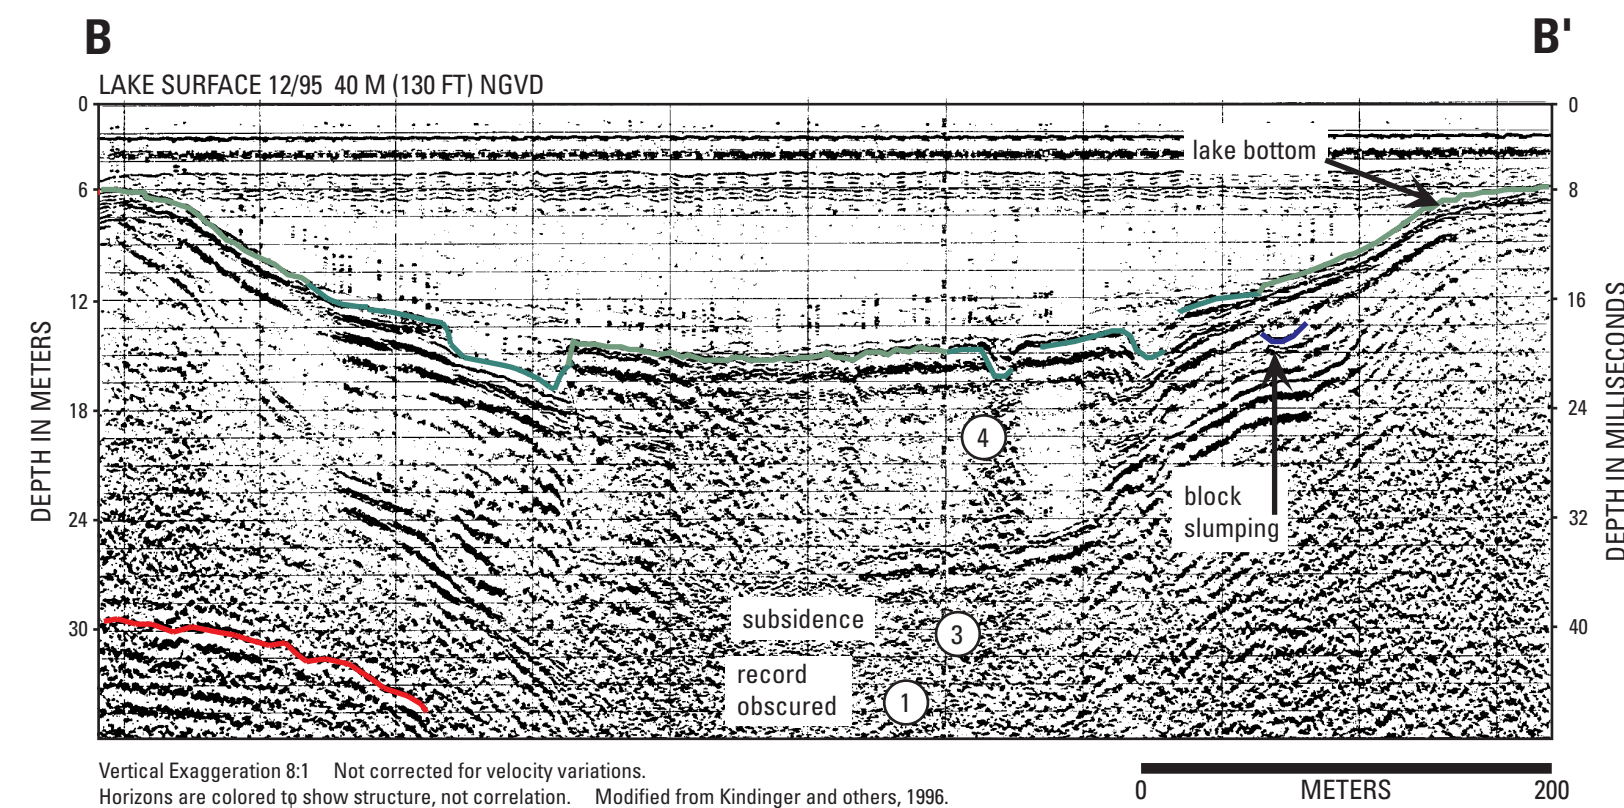 B B'
LAKE SURFACE 12/95 40 M (130 FT) NGVD
0 0
lake bottom
6 8
12 16
DEPTH IN METERS
DEPTH IN MILLISECONDS
18 24
4
block
slumping
24 32
subsidence 3
30 40
record
obscured 1
Vertical Exaggeration 8:1 Not corrected for velocity variations.
Horizons are colored to show structure, not correlation. Modified from Kindinger and others, 1996.
0 METERS 200